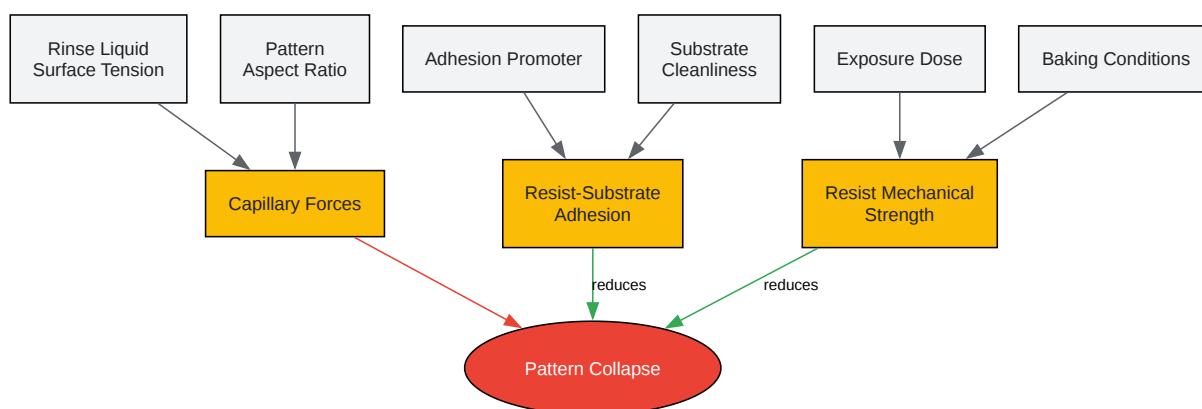 Rinse Liquid
Surface Tension
Pattern
Aspect Ratio
Adhesion Promoter
Substrate
Cleanliness
Exposure Dose
Baking Conditions
Capillary Forces
Resist-Substrate
Adhesion
Resist Mechanical
Strength
reduces
reduces
Pattern Collapse